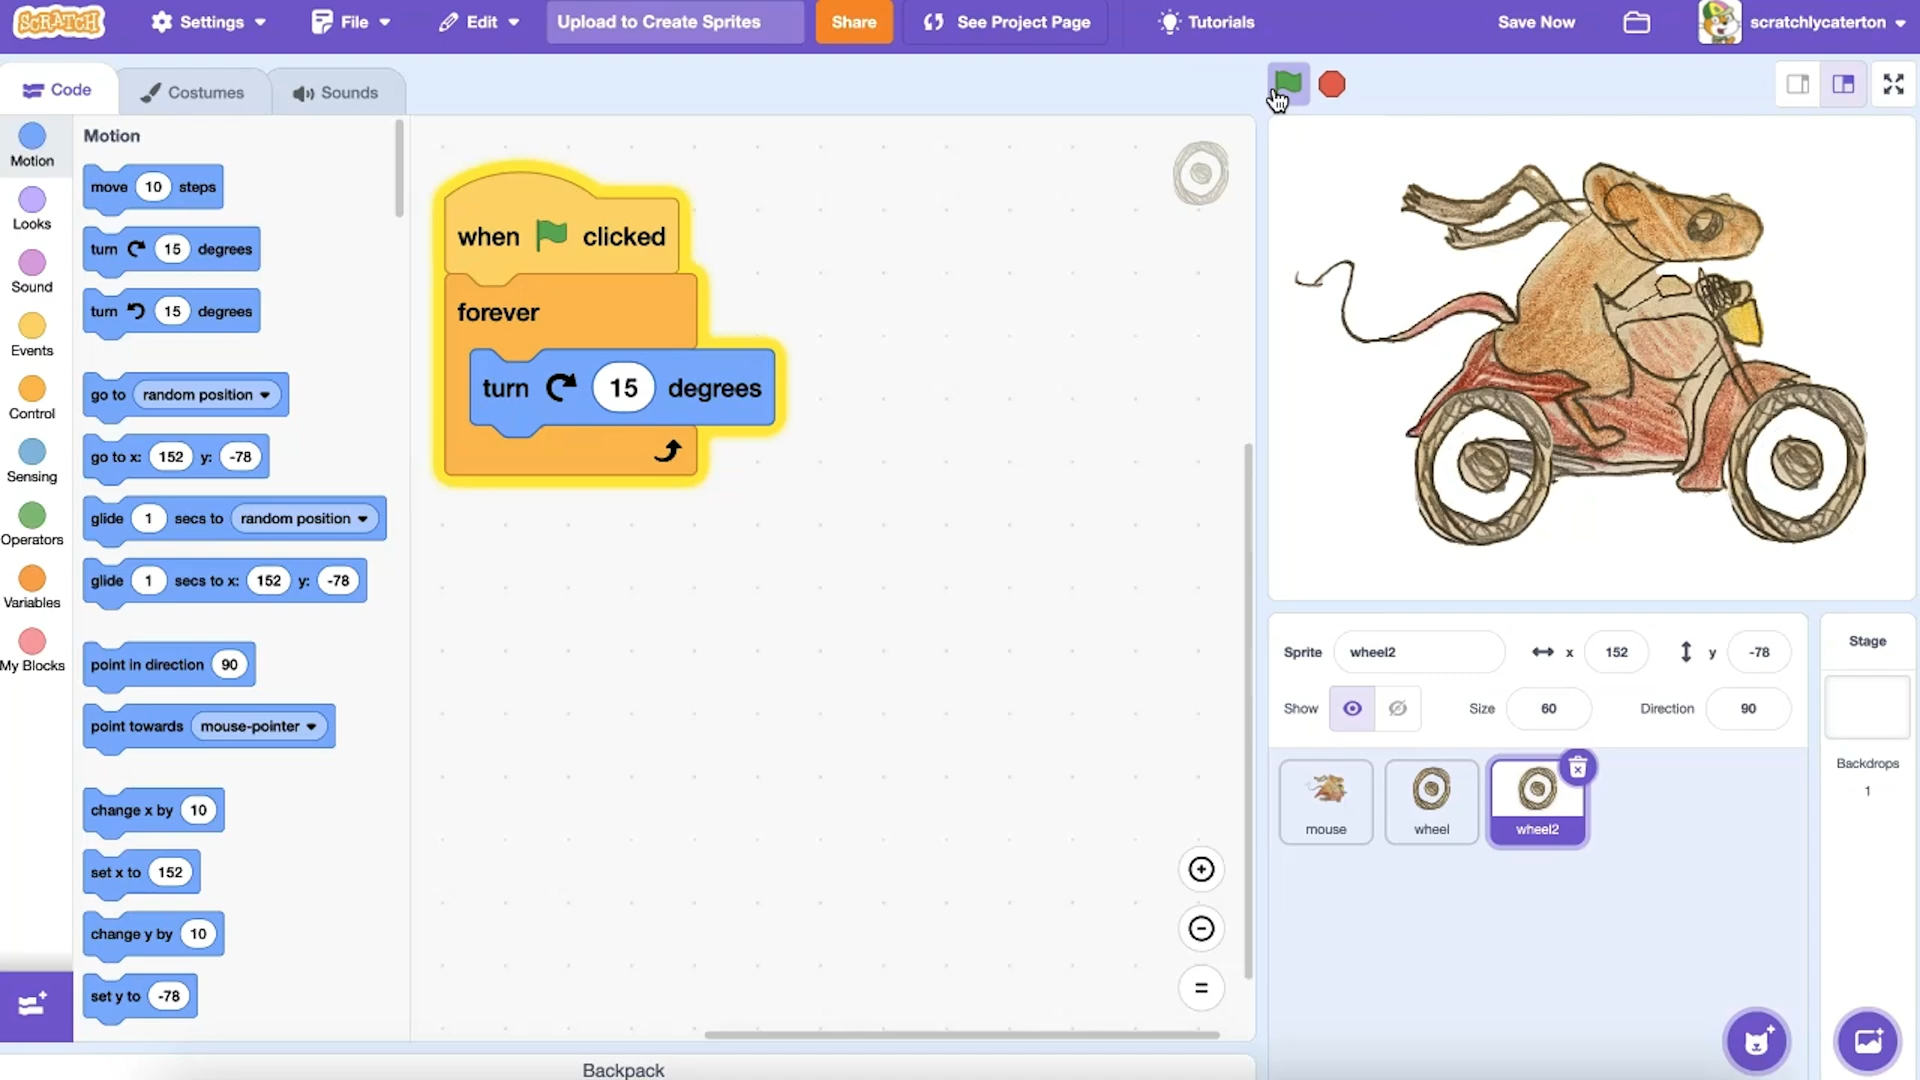 SCRATCH Settings File Edit Upload to Create Sprites Share See Project Page Tutorials Save Now scratchlycaterton
Code Costumes Sounds
Motion
Looks
Sound
Events
Control
Sensing
Operators
Variables
My Blocks
Motion
move 10 steps
turn 15 degrees
turn 15 degrees
go to random position
go to x: 152 y: -78
glide 1 secs to random position
glide 1 secs to x: 152 y: -78
point in direction 90
point towards mouse-pointer
change x by 10
set x to 152
change y by 10
set y to -78
when clicked
forever
turn 15 degrees
Backpack
Sprite wheel2 x 152 y -78
Show Size 60 Direction 90
mouse wheel wheel2
Stage
Backdrops
1